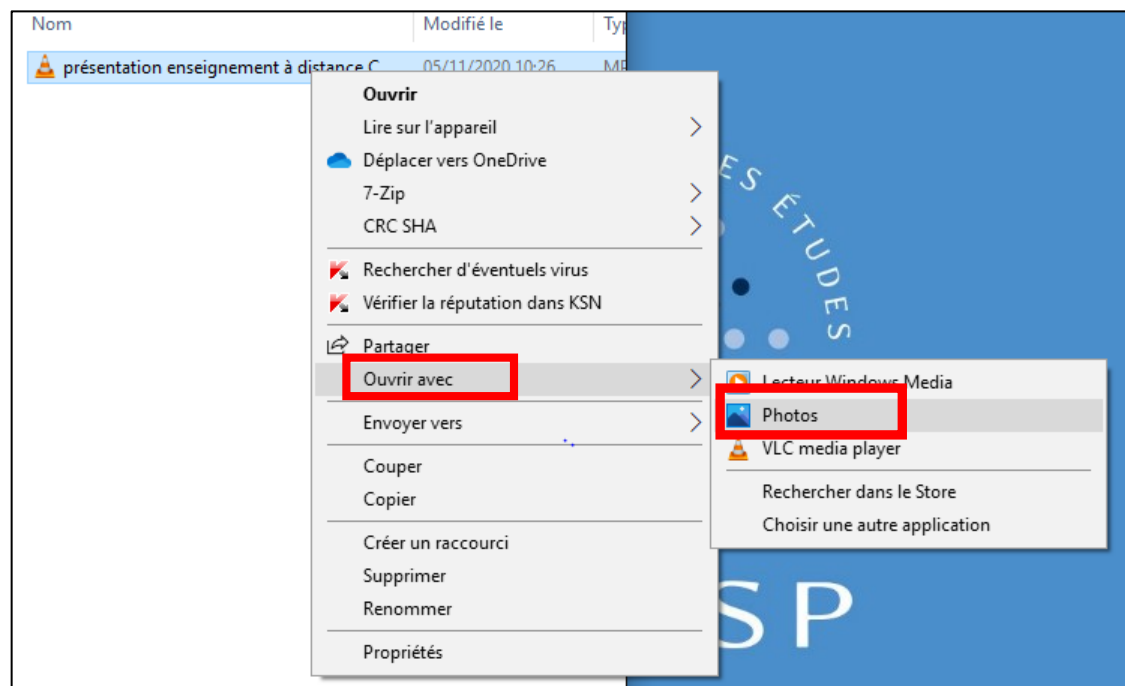 Nom Modifié le Typ
présentation enseignement à distance C... 05/11/2020 10:26
Ouvrir
Lire sur l'appareil
Déplacer vers OneDrive
7-Zip
CRC SHA
Rechercher d'éventuels virus
Vérifier la réputation dans KSN
Partager
Ouvrir avec
Envoyer vers
Couper
Copier
Créer un raccourci
Supprimer
Renommer
Propriétés
Lecteur Windows Media
Photos
VLC media player
Rechercher dans le Store
Choisir une autre application
ES ÉTUDES
SP